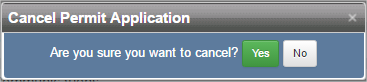 Cancel Permit Application ×
Are you sure you want to cancel? Yes No